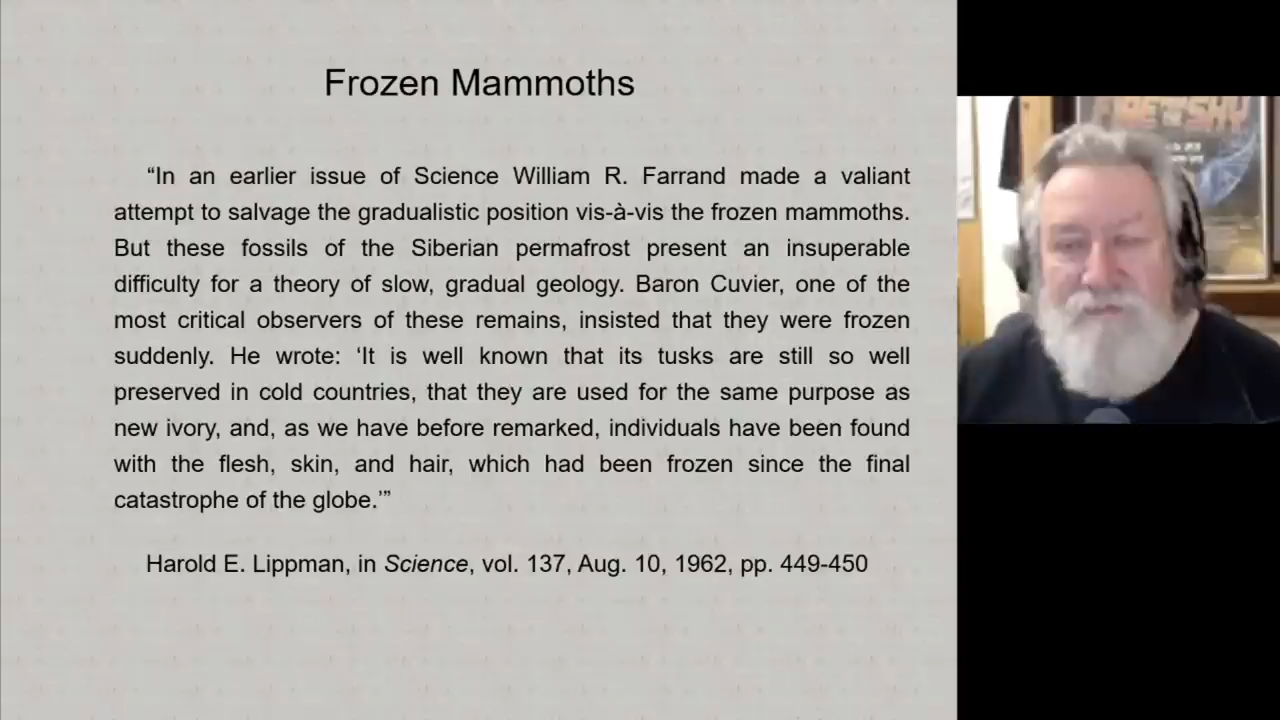 Frozen Mammoths
“In an earlier issue of Science William R. Farrand made a valiant
attempt to salvage the gradualistic position vis-à-vis the frozen mammoths.
But these fossils of the Siberian permafrost present an insuperable
difficulty for a theory of slow, gradual geology. Baron Cuvier, one of the
most critical observers of these remains, insisted that they were frozen
suddenly. He wrote: ‘It is well known that its tusks are still so well
preserved in cold countries, that they are used for the same purpose as
new ivory, and, as we have before remarked, individuals have been found
with the flesh, skin, and hair, which had been frozen since the final
catastrophe of the globe.’”
Harold E. Lippman, in Science, vol. 137, Aug. 10, 1962, pp. 449-450